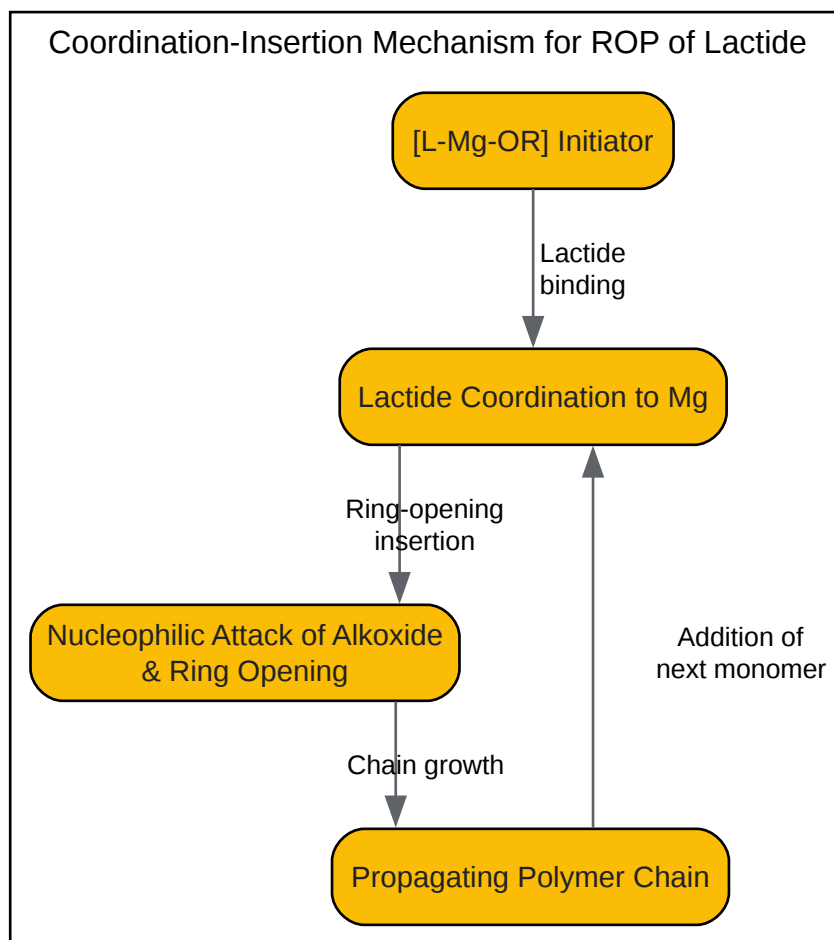 Coordination-Insertion Mechanism for ROP of Lactide
[L-Mg-OR] Initiator
Lactide
binding
Lactide Coordination to Mg
Ring-opening
insertion
Nucleophilic Attack of Alkoxide
& Ring Opening
Addition of
next monomer
Chain growth
Propagating Polymer Chain